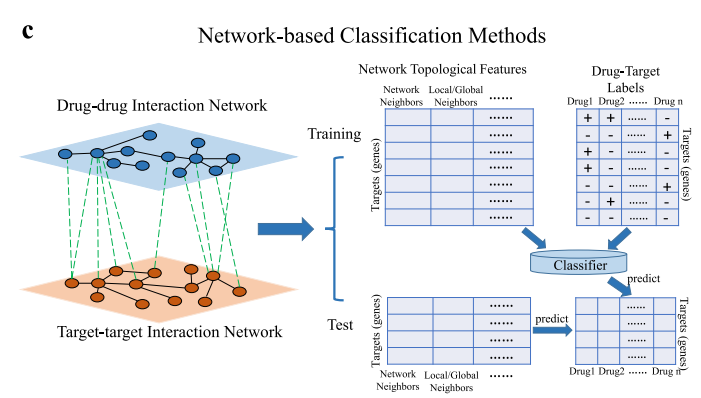 c
Network-based Classification Methods
Drug-drug Interaction Network
Target-target Interaction Network
Training
Test
Network Topological Features
Network
Neighbors
Local/Global
Neighbors
......
Targets (genes)
......
......
......
......
......
......
......
Drug-Target
Labels
Drug1 Drug2 ...... Drug n
+ + ...... -
- - ...... +
+ - ...... -
+ - ...... -
- - ...... +
- + ...... -
- - ...... -
Targets (genes)
Classifier
predict
Targets (genes)
......
......
......
......
Network
Neighbors
Local/Global
Neighbors
......
predict
......
......
......
......
Targets (genes)
Drug1 Drug2 ...... Drug n